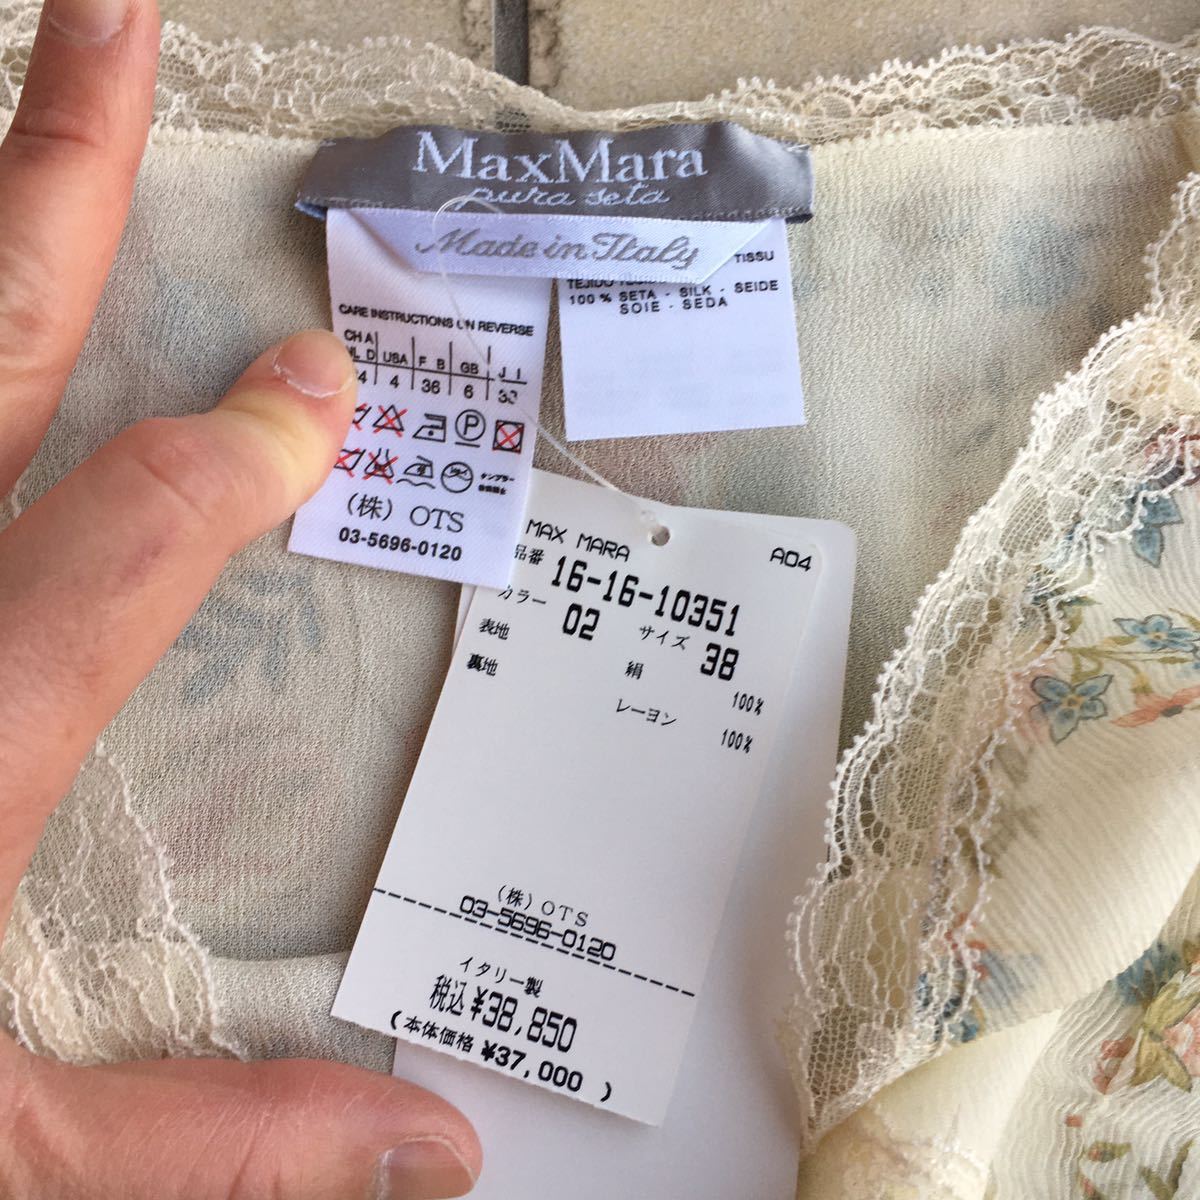 MaxMara
pura seta
Made in Italy
TISSU
100 % SETA - SILK - SEIDE
SOIE - SEDA
CARE INSTRUCTIONS ON REVERSE
CH A
D USA F B GB J I
4 4 36 6
P
(株) OTS
03-5696-0120
MAX MARA A04
品番 16-16-10351
カラー 02 サイズ 38
表地 絹 100%
裏地 レーヨン 100%
(株) OTS
03-5696-0120
イタリー製
税込 ¥38,850
(本体価格 ¥37,000 )